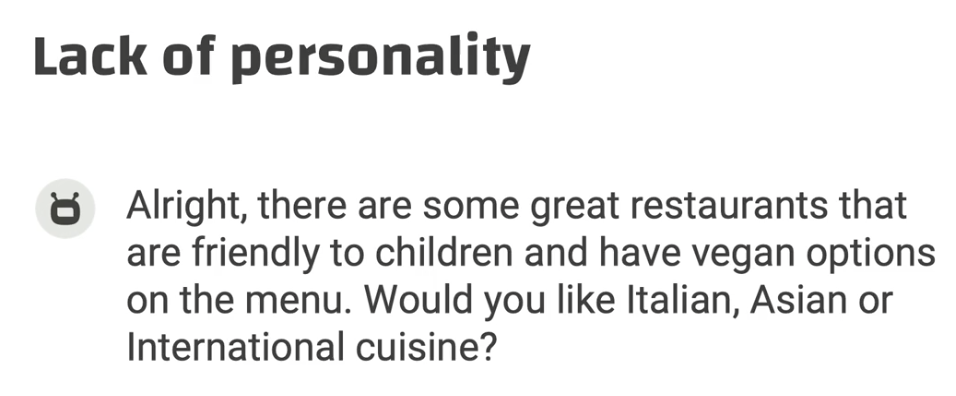 Lack of personality
Alright, there are some great restaurants that
are friendly to children and have vegan options
on the menu. Would you like Italian, Asian or
International cuisine?